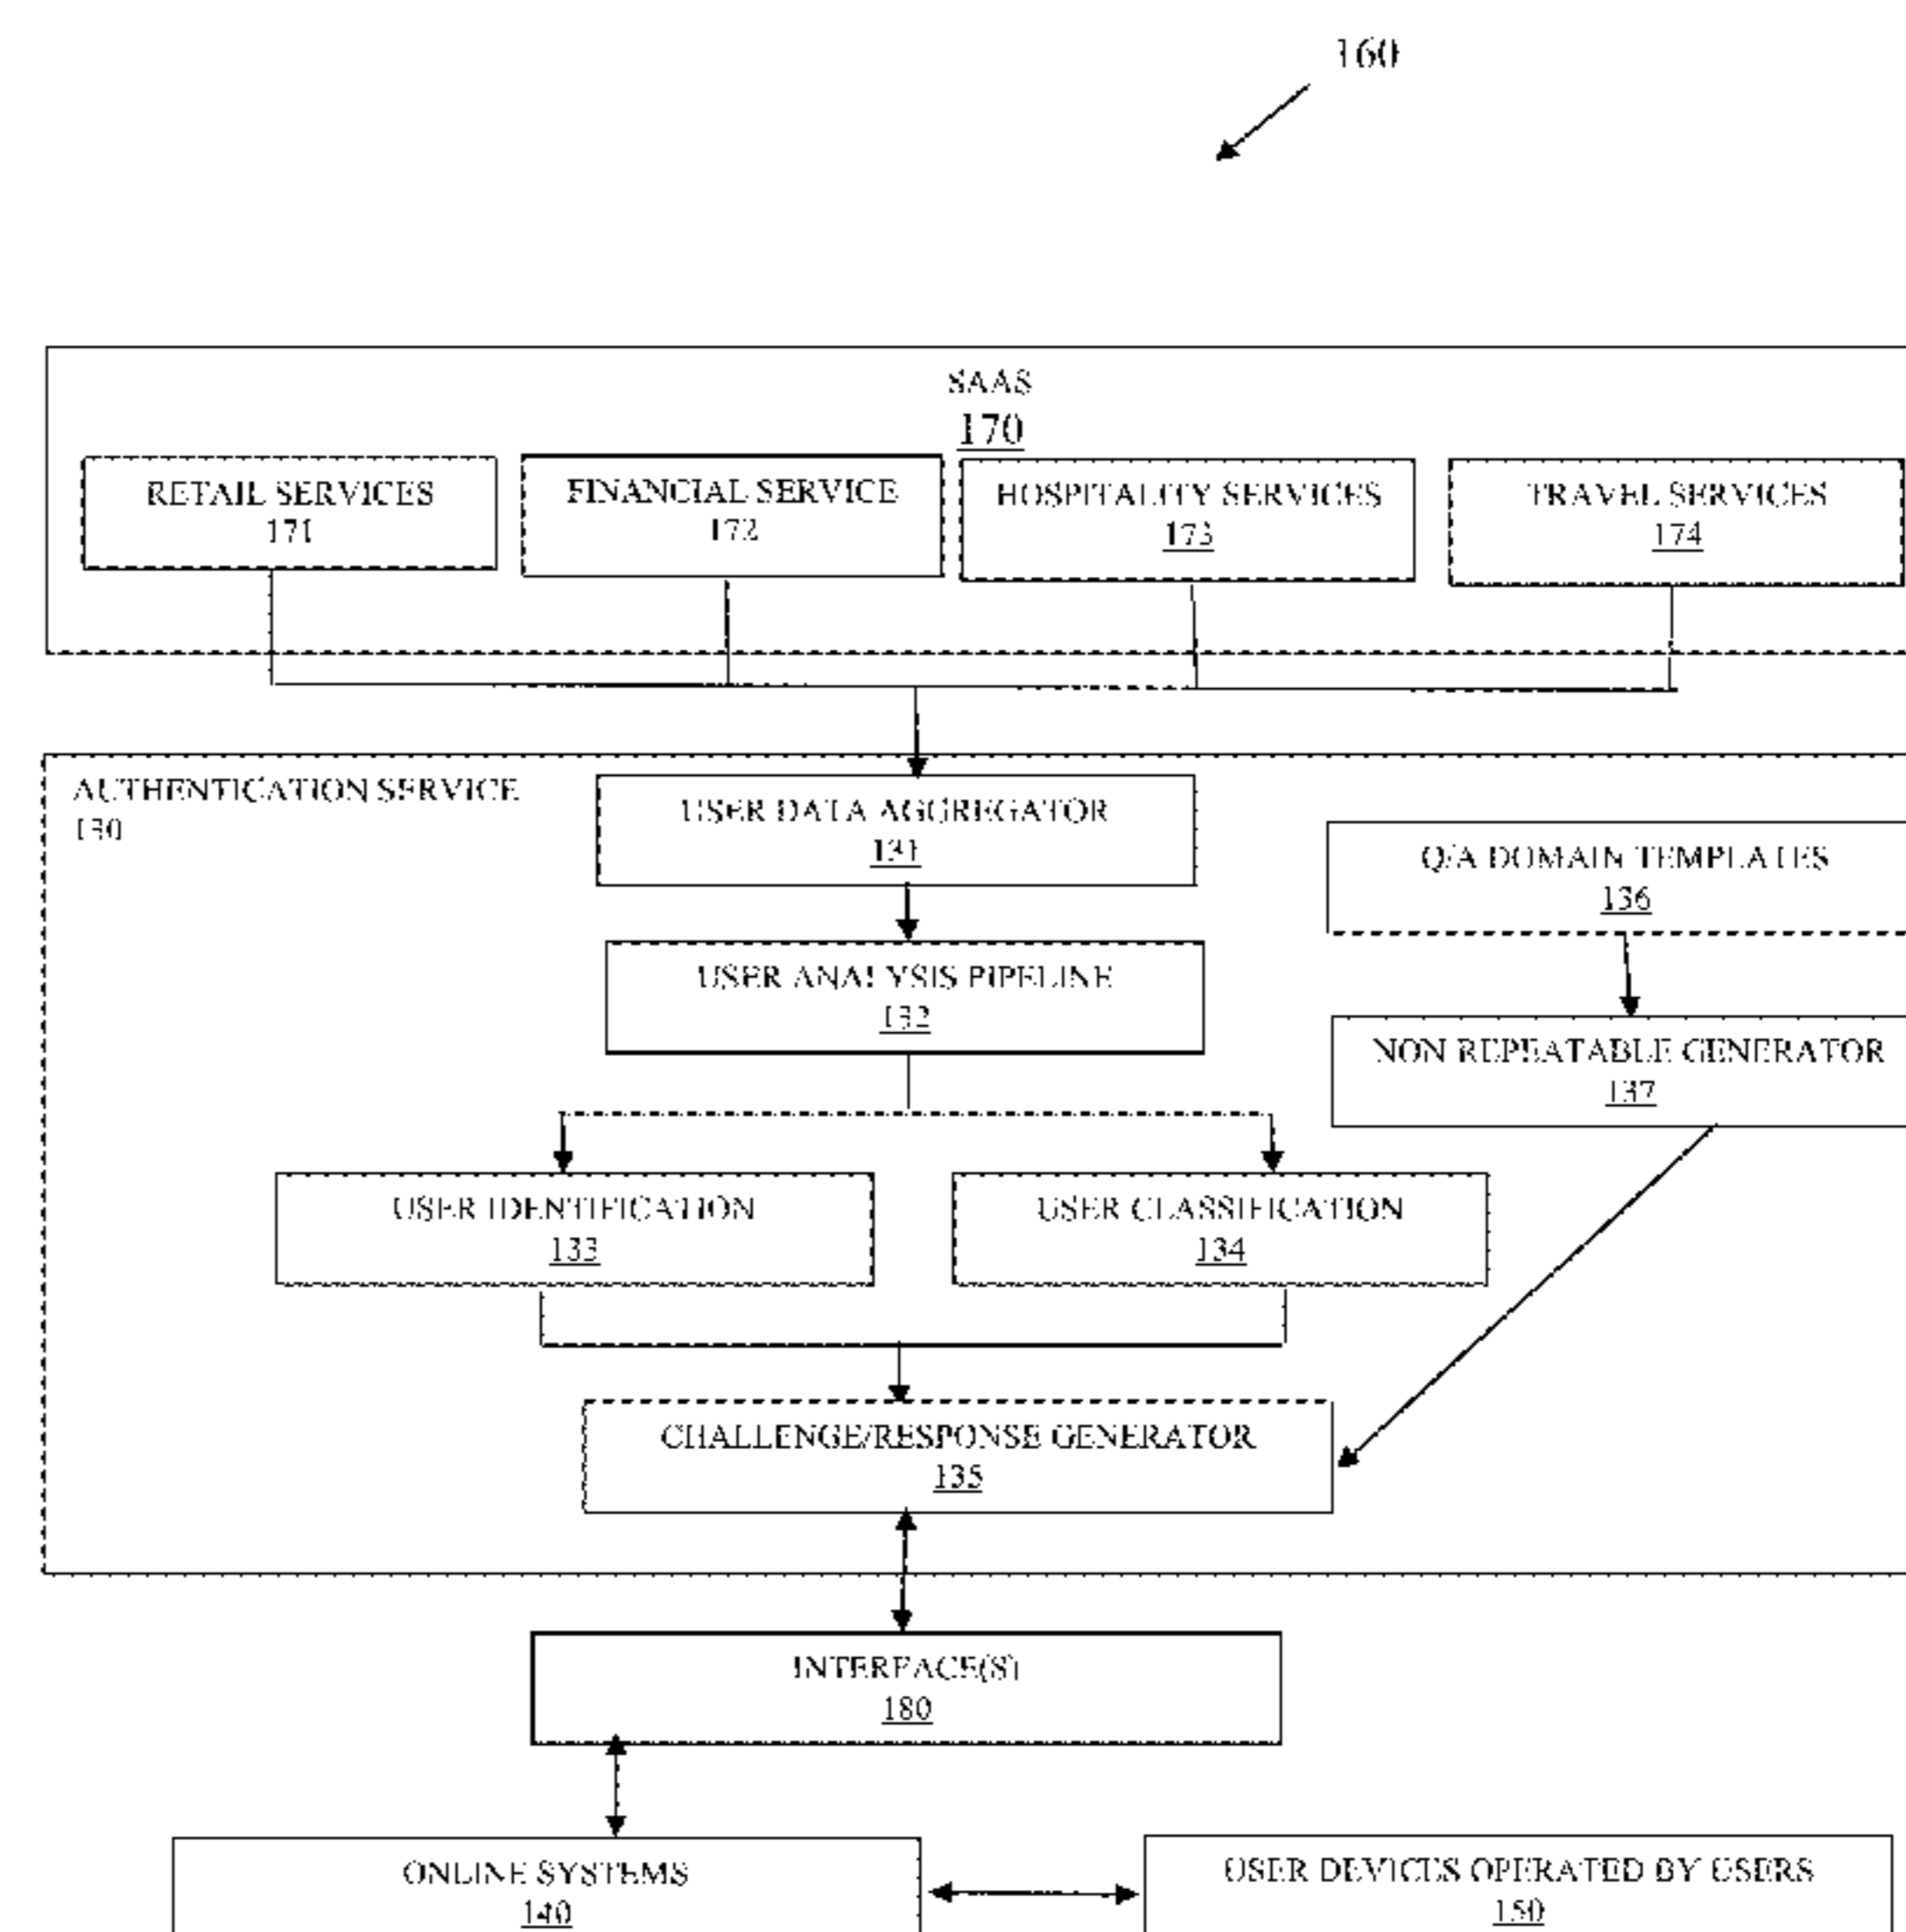 160
SAAS
170
RETAIL SERVICES
171
FINANCIAL SERVICE
172
HOSPITALITY SERVICES
173
TRAVEL SERVICES
174
AUTHENTICATION SERVICE
130
USER DATA AGGREGATOR
131
Q/A DOMAIN TEMPLATES
136
USER ANALYSIS PIPELINE
132
NON REPEATABLE GENERATOR
137
USER IDENTIFICATION
133
USER CLASSIFICATION
134
CHALLENGE/RESPONSE GENERATOR
135
INTERFACE(S)
180
ONLINE SYSTEMS
140
USER DEVICES OPERATED BY USERS
150